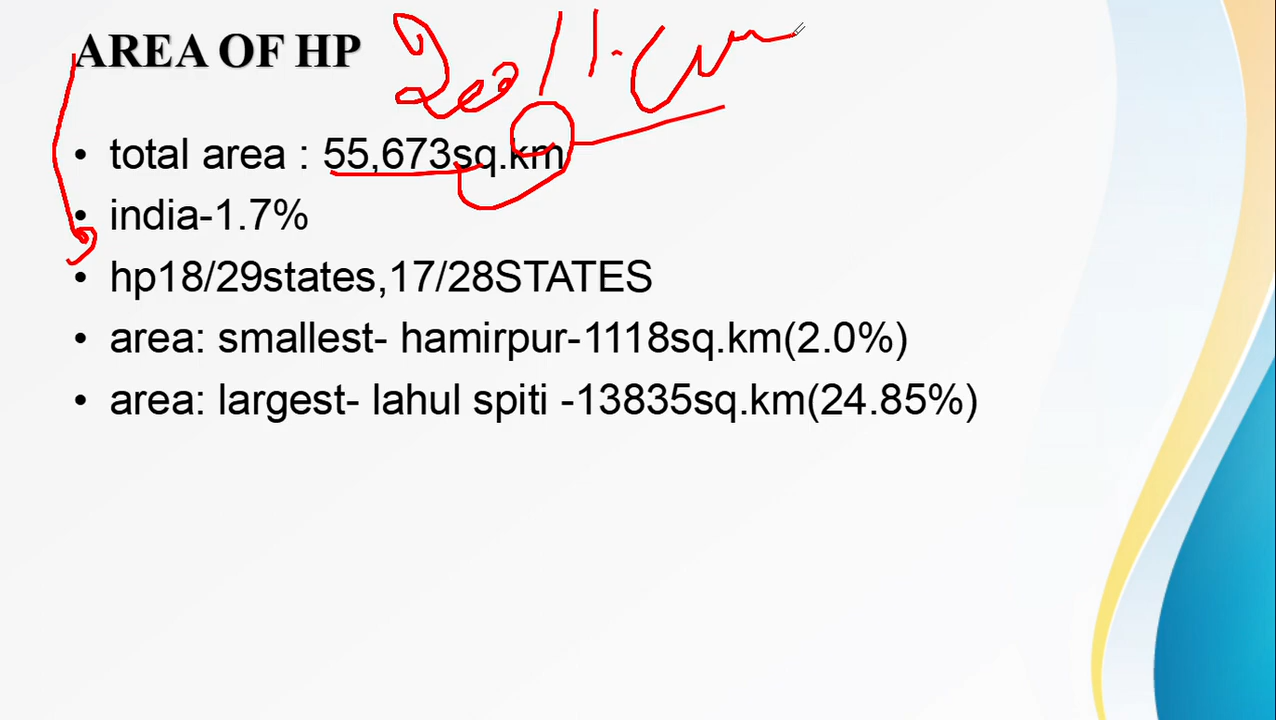 AREA OF HP
• total area : 55,673sq.km
• india-1.7%
• hp18/29states,17/28STATES
• area: smallest- hamirpur-1118sq.km(2.0%)
• area: largest- lahul spiti -13835sq.km(24.85%)